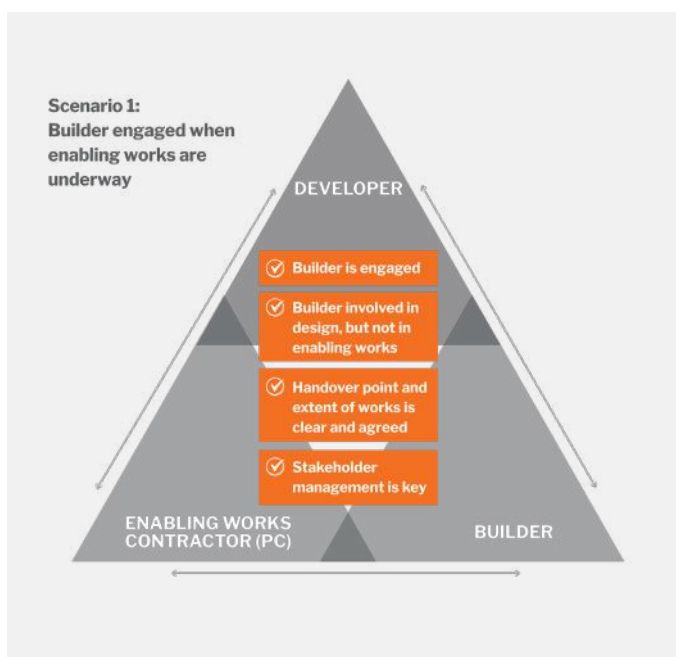 Scenario 1:
Builder engaged when
enabling works are
underway
DEVELOPER
Builder is engaged
Builder involved in
design, but not in
enabling works
Handover point and
extent of works is
clear and agreed
Stakeholder
management is key
ENABLING WORKS
CONTRACTOR (PC)
BUILDER